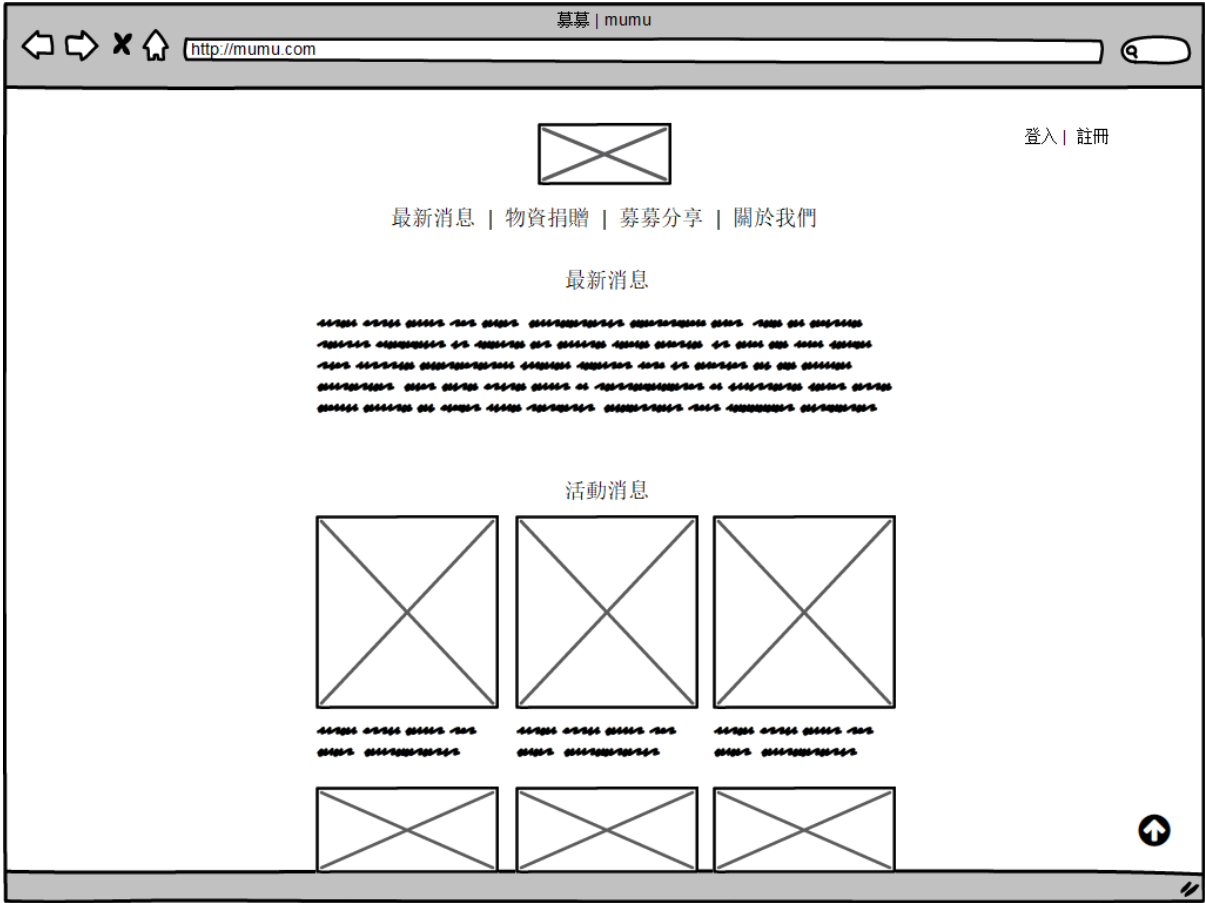 募募 | mumu
http://mumu.com
登入 | 註冊
最新消息 | 物資捐贈 | 募募分享 | 關於我們
最新消息
活動消息